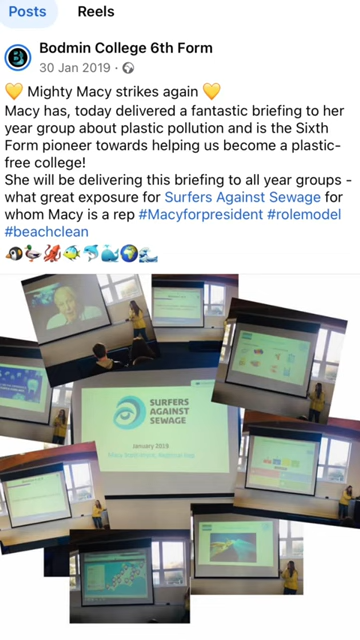 Posts Reels
Bodmin College 6th Form
30 Jan 2019 ·
💛 Mighty Macy strikes again 💛
Macy has, today delivered a fantastic briefing to her
year group about plastic pollution and is the Sixth
Form pioneer towards helping us become a plastic-
free college!
She will be delivering this briefing to all year groups -
what great exposure for Surfers Against Sewage for
whom Macy is a rep #Macyforpresident #rolemodel
#beachclean
🐧🦆🦑🐠🐬🐳🌍🌊
SURFERS
AGAINST
SEWAGE
January 2019